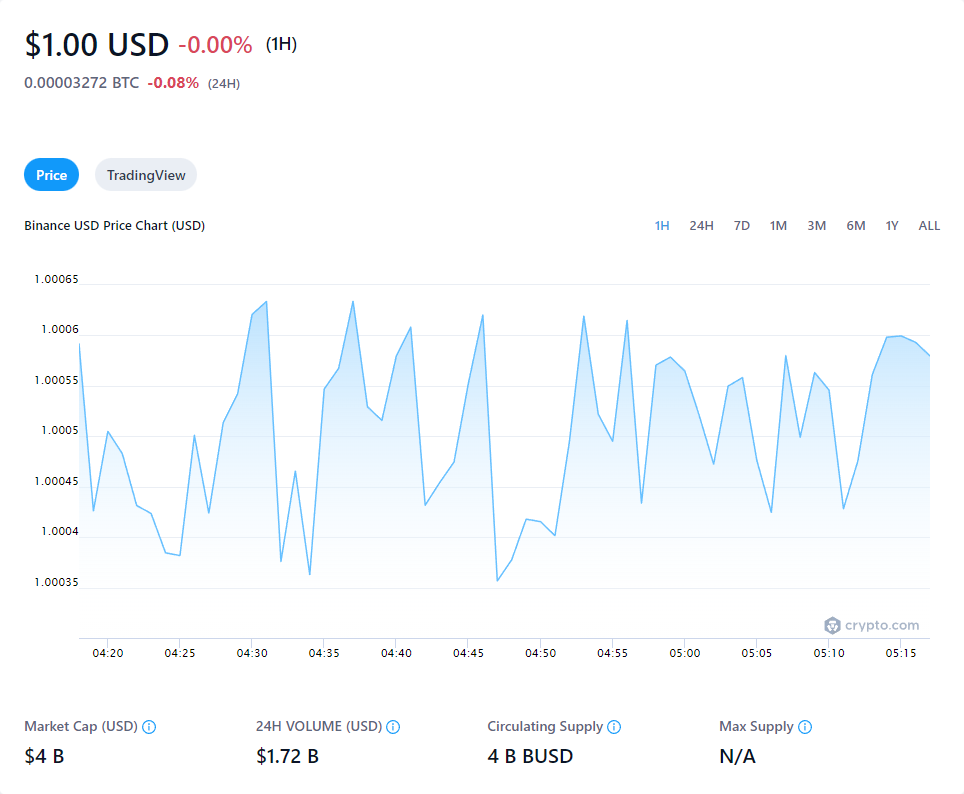 $1.00 USD -0.00% (1H)
0.00003272 BTC -0.08% (24H)
Price TradingView
Binance USD Price Chart (USD) 1H 24H 7D 1M 3M 6M 1Y ALL
1.00065
1.0006
1.00055
1.0005
1.00045
1.0004
1.00035
crypto.com
04:20 04:25 04:30 04:35 04:40 04:45 04:50 04:55 05:00 05:05 05:10 05:15
Market Cap (USD) 24H VOLUME (USD) Circulating Supply Max Supply
$4 B $1.72 B 4 B BUSD N/A